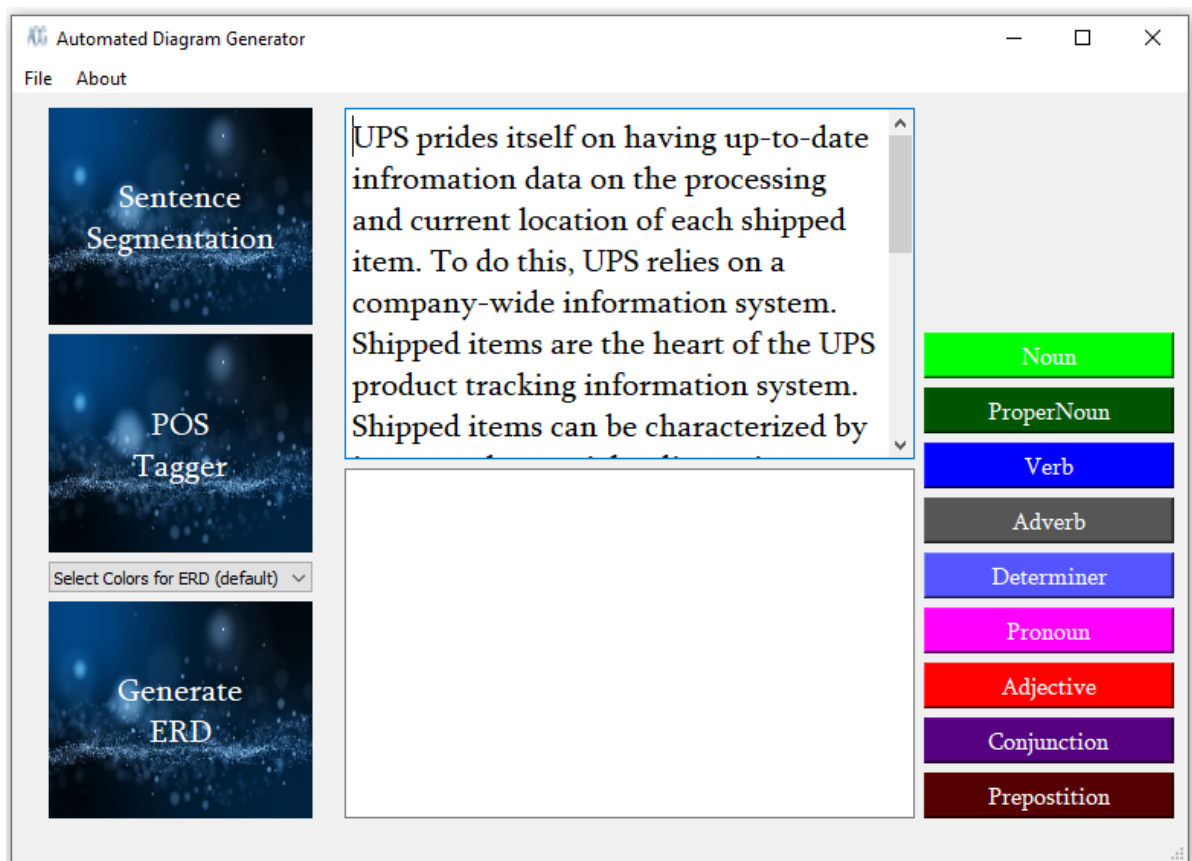 Automated Diagram Generator
File About
Sentence
Segmentation
POS
Tagger
Select Colors for ERD (default)
Generate
ERD
UPS prides itself on having up-to-date
infromation data on the processing
and current location of each shipped
item. To do this, UPS relies on a
company-wide information system.
Shipped items are the heart of the UPS
product tracking information system.
Shipped items can be characterized by
Noun
ProperNoun
Verb
Adverb
Determiner
Pronoun
Adjective
Conjunction
Prepostition